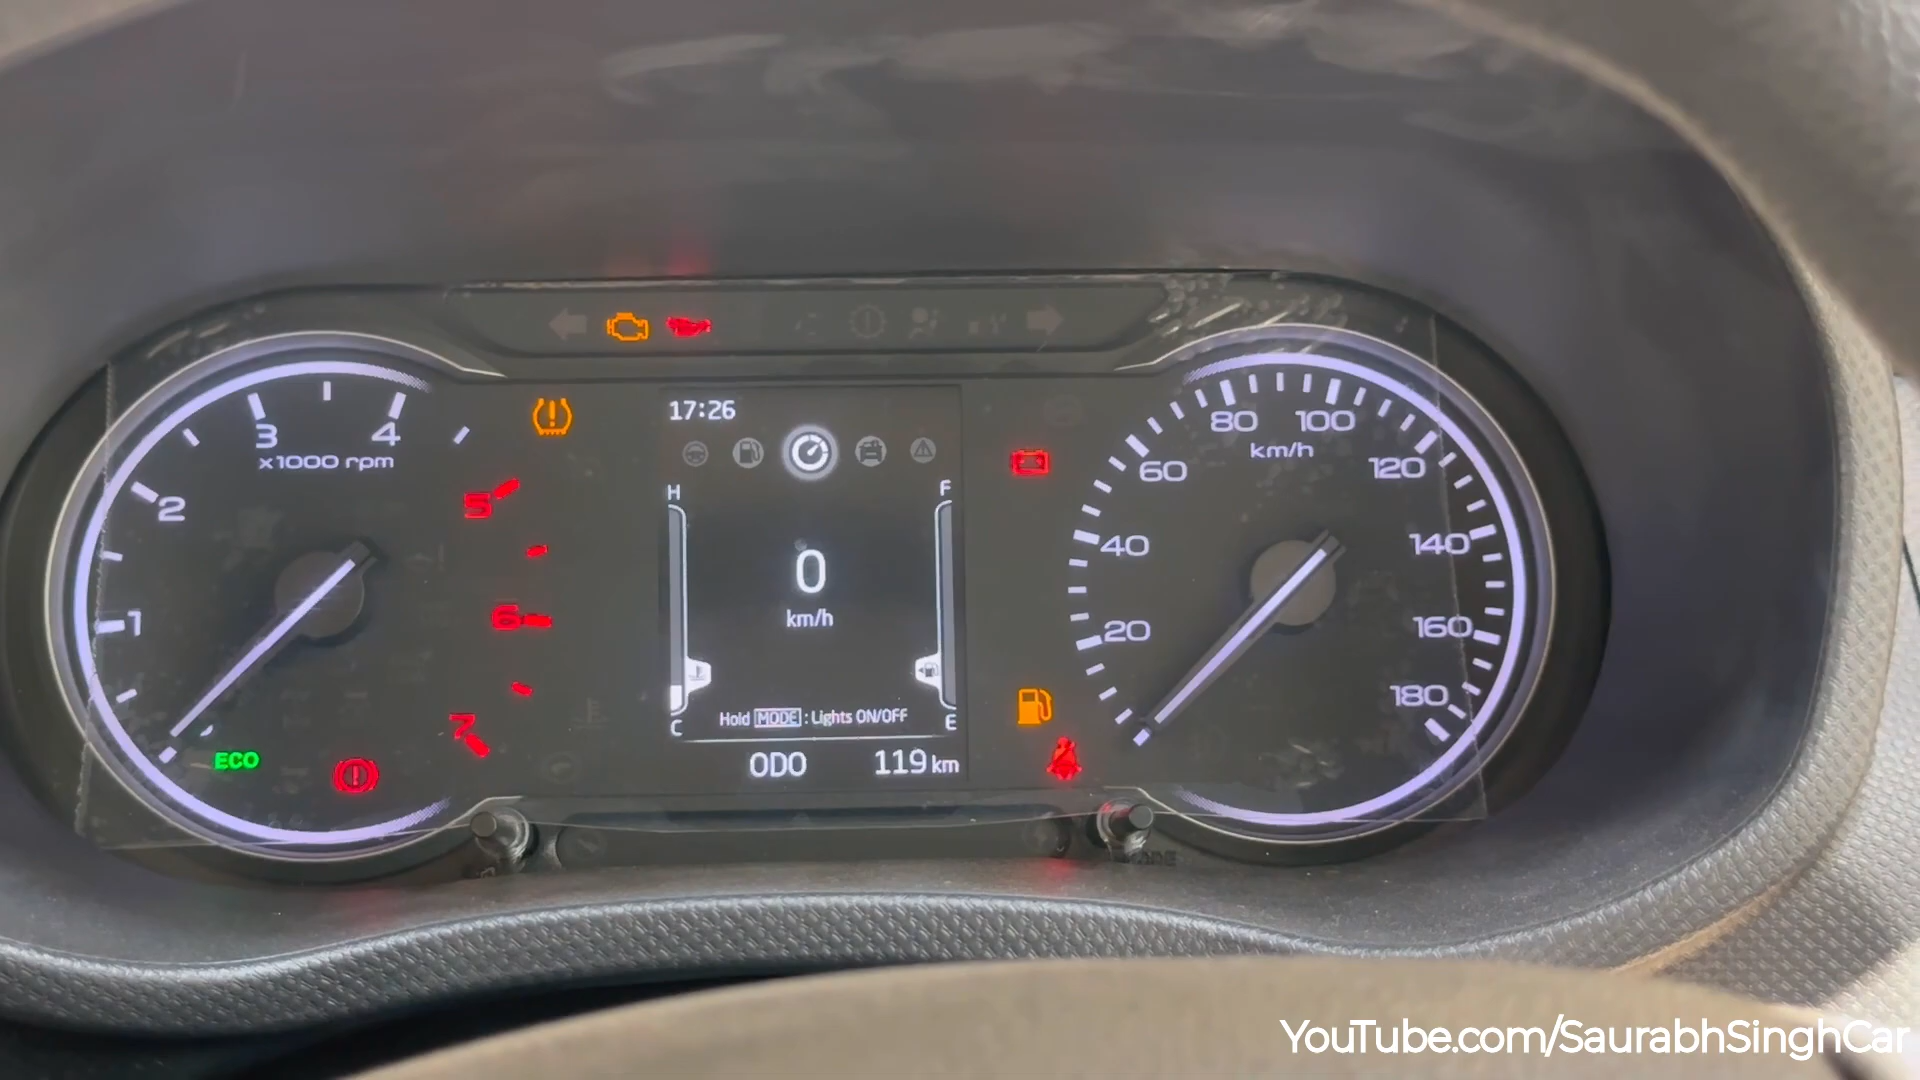 17:26
1
2
3
4
x1000 rpm
5
6
7
ECO
H
C
F
E
0
km/h
Hold MODE : Lights ON/OFF
ODO 119 km
20
40
60
80
100
km/h
120
140
160
180
YouTube.com/SaurabhSinghCar